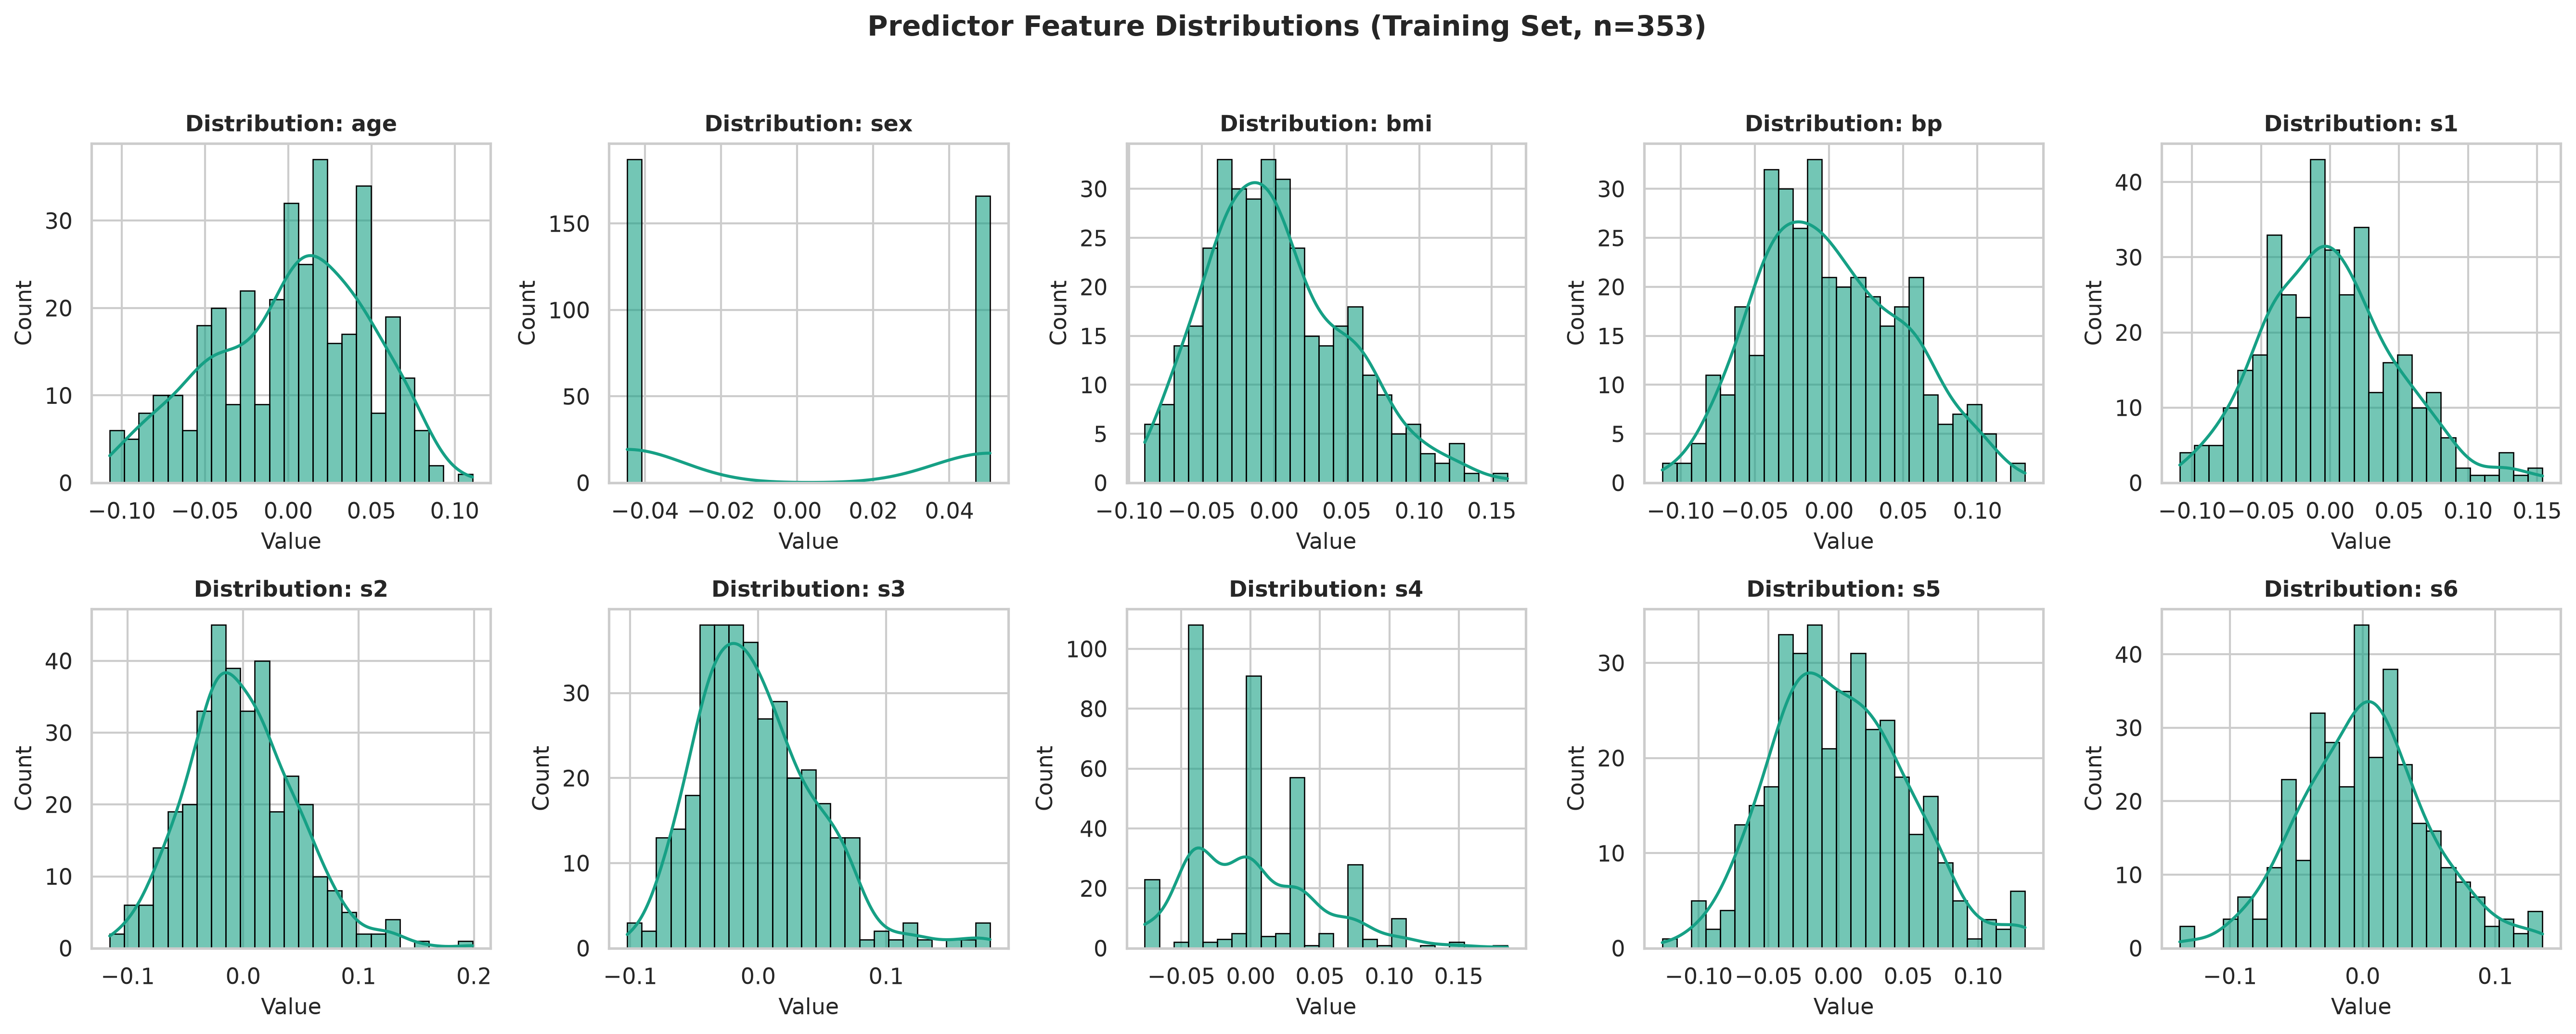 Predictor Feature Distributions (Training Set, n=353)
Distribution: age
Count
30
20
10
0
−0.10 −0.05 0.00 0.05 0.10
Value
Distribution: sex
Count
150
100
50
0
−0.04 −0.02 0.00 0.02 0.04
Value
Distribution: bmi
Count
30
25
20
15
10
5
0
−0.10 −0.05 0.00 0.05 0.10 0.15
Value
Distribution: bp
Count
30
25
20
15
10
5
0
−0.10 −0.05 0.00 0.05 0.10
Value
Distribution: s1
Count
40
30
20
10
0
−0.10 −0.05 0.00 0.05 0.10 0.15
Value
Distribution: s2
Count
40
30
20
10
0
−0.1 0.0 0.1 0.2
Value
Distribution: s3
Count
30
20
10
0
−0.1 0.0 0.1
Value
Distribution: s4
Count
100
80
60
40
20
0
−0.05 0.00 0.05 0.10 0.15
Value
Distribution: s5
Count
30
20
10
0
−0.10 −0.05 0.00 0.05 0.10
Value
Distribution: s6
Count
40
30
20
10
0
−0.1 0.0 0.1
Value